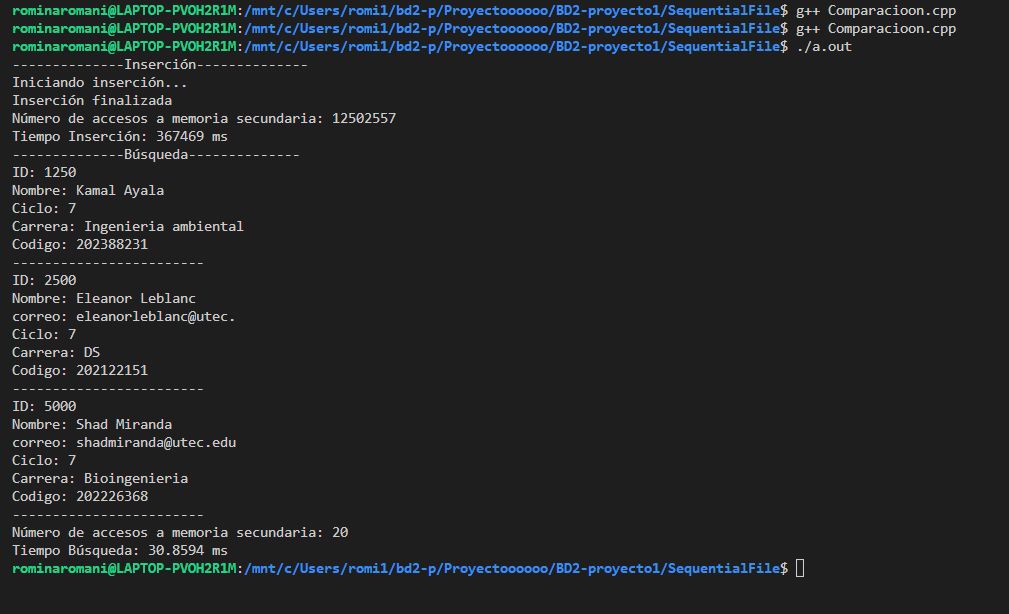 rominaromani@LAPTOP-PVOH2R1M:/mnt/c/Users/romi1/bd2-p/Proyectoooooo/BD2-proyecto1/SequentialFile$ g++ Comparacioon.cpp
rominaromani@LAPTOP-PVOH2R1M:/mnt/c/Users/romi1/bd2-p/Proyectoooooo/BD2-proyecto1/SequentialFile$ g++ Comparacioon.cpp
rominaromani@LAPTOP-PVOH2R1M:/mnt/c/Users/romi1/bd2-p/Proyectoooooo/BD2-proyecto1/SequentialFile$ ./a.out
--------------Inserción--------------
Iniciando inserción...
Inserción finalizada
Número de accesos a memoria secundaria: 12502557
Tiempo Inserción: 367469 ms
--------------Búsqueda--------------
ID: 1250
Nombre: Kamal Ayala
Ciclo: 7
Carrera: Ingenieria ambiental
Codigo: 202388231
------------------------
ID: 2500
Nombre: Eleanor Leblanc
correo: eleanorleblanc@utec.
Ciclo: 7
Carrera: DS
Codigo: 202122151
------------------------
ID: 5000
Nombre: Shad Miranda
correo: shadmiranda@utec.edu
Ciclo: 7
Carrera: Bioingenieria
Codigo: 202226368
------------------------
Número de accesos a memoria secundaria: 20
Tiempo Búsqueda: 30.8594 ms
rominaromani@LAPTOP-PVOH2R1M:/mnt/c/Users/romi1/bd2-p/Proyectoooooo/BD2-proyecto1/SequentialFile$